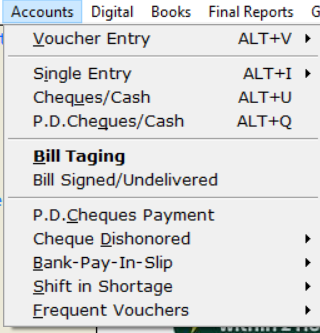 Accounts Digital Books Final Reports G
Voucher Entry ALT+V
Single Entry ALT+I
Cheques/Cash ALT+U
P.D.Cheques/Cash ALT+Q
Bill Taging
Bill Signed/Undelivered
P.D.Cheques Payment
Cheque Dishonored
Bank-Pay-In-Slip
Shift in Shortage
Frequent Vouchers